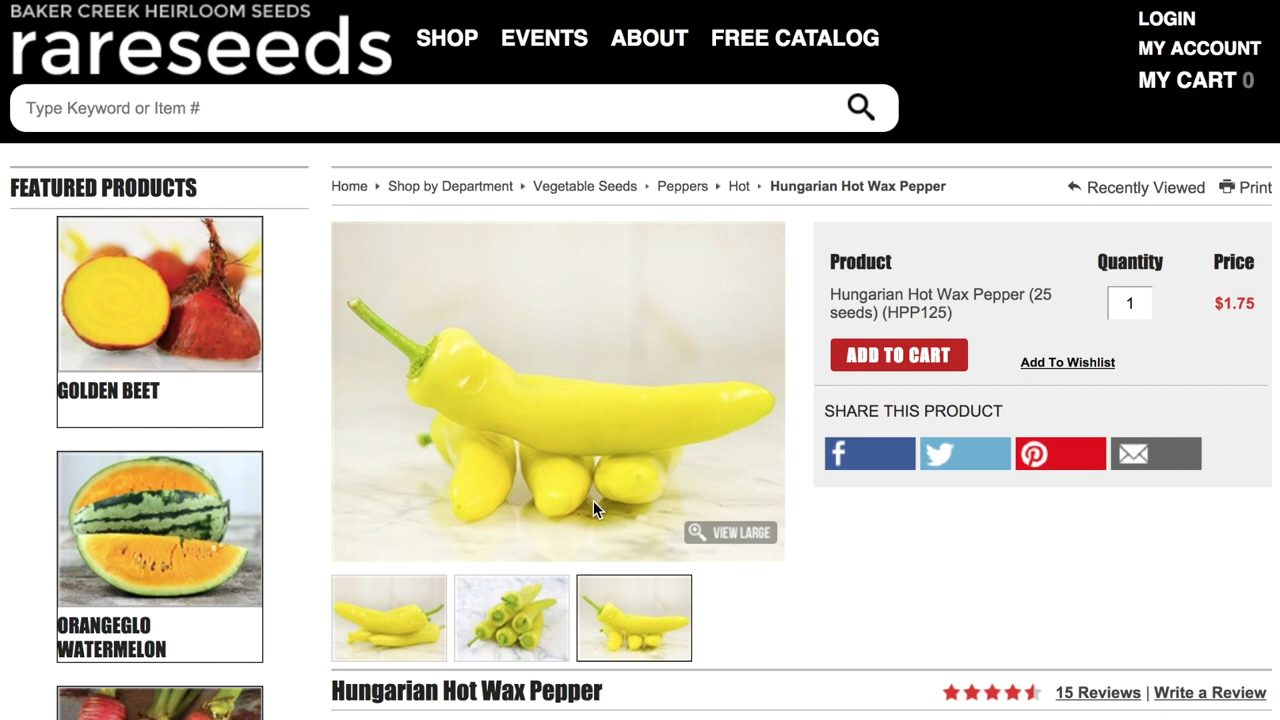 BAKER CREEK HEIRLOOM SEEDS
rareseeds
SHOP EVENTS ABOUT FREE CATALOG
LOGIN
MY ACCOUNT
MY CART 0
Type Keyword or Item #
FEATURED PRODUCTS
GOLDEN BEET
ORANGEGLO
WATERMELON
Home Shop by Department Vegetable Seeds Peppers Hot Hungarian Hot Wax Pepper
Recently Viewed Print
VIEW LARGE
Product Quantity Price
Hungarian Hot Wax Pepper (25
seeds) (HPP125)
1
$1.75
ADD TO CART
Add To Wishlist
SHARE THIS PRODUCT
Hungarian Hot Wax Pepper
15 Reviews | Write a Review